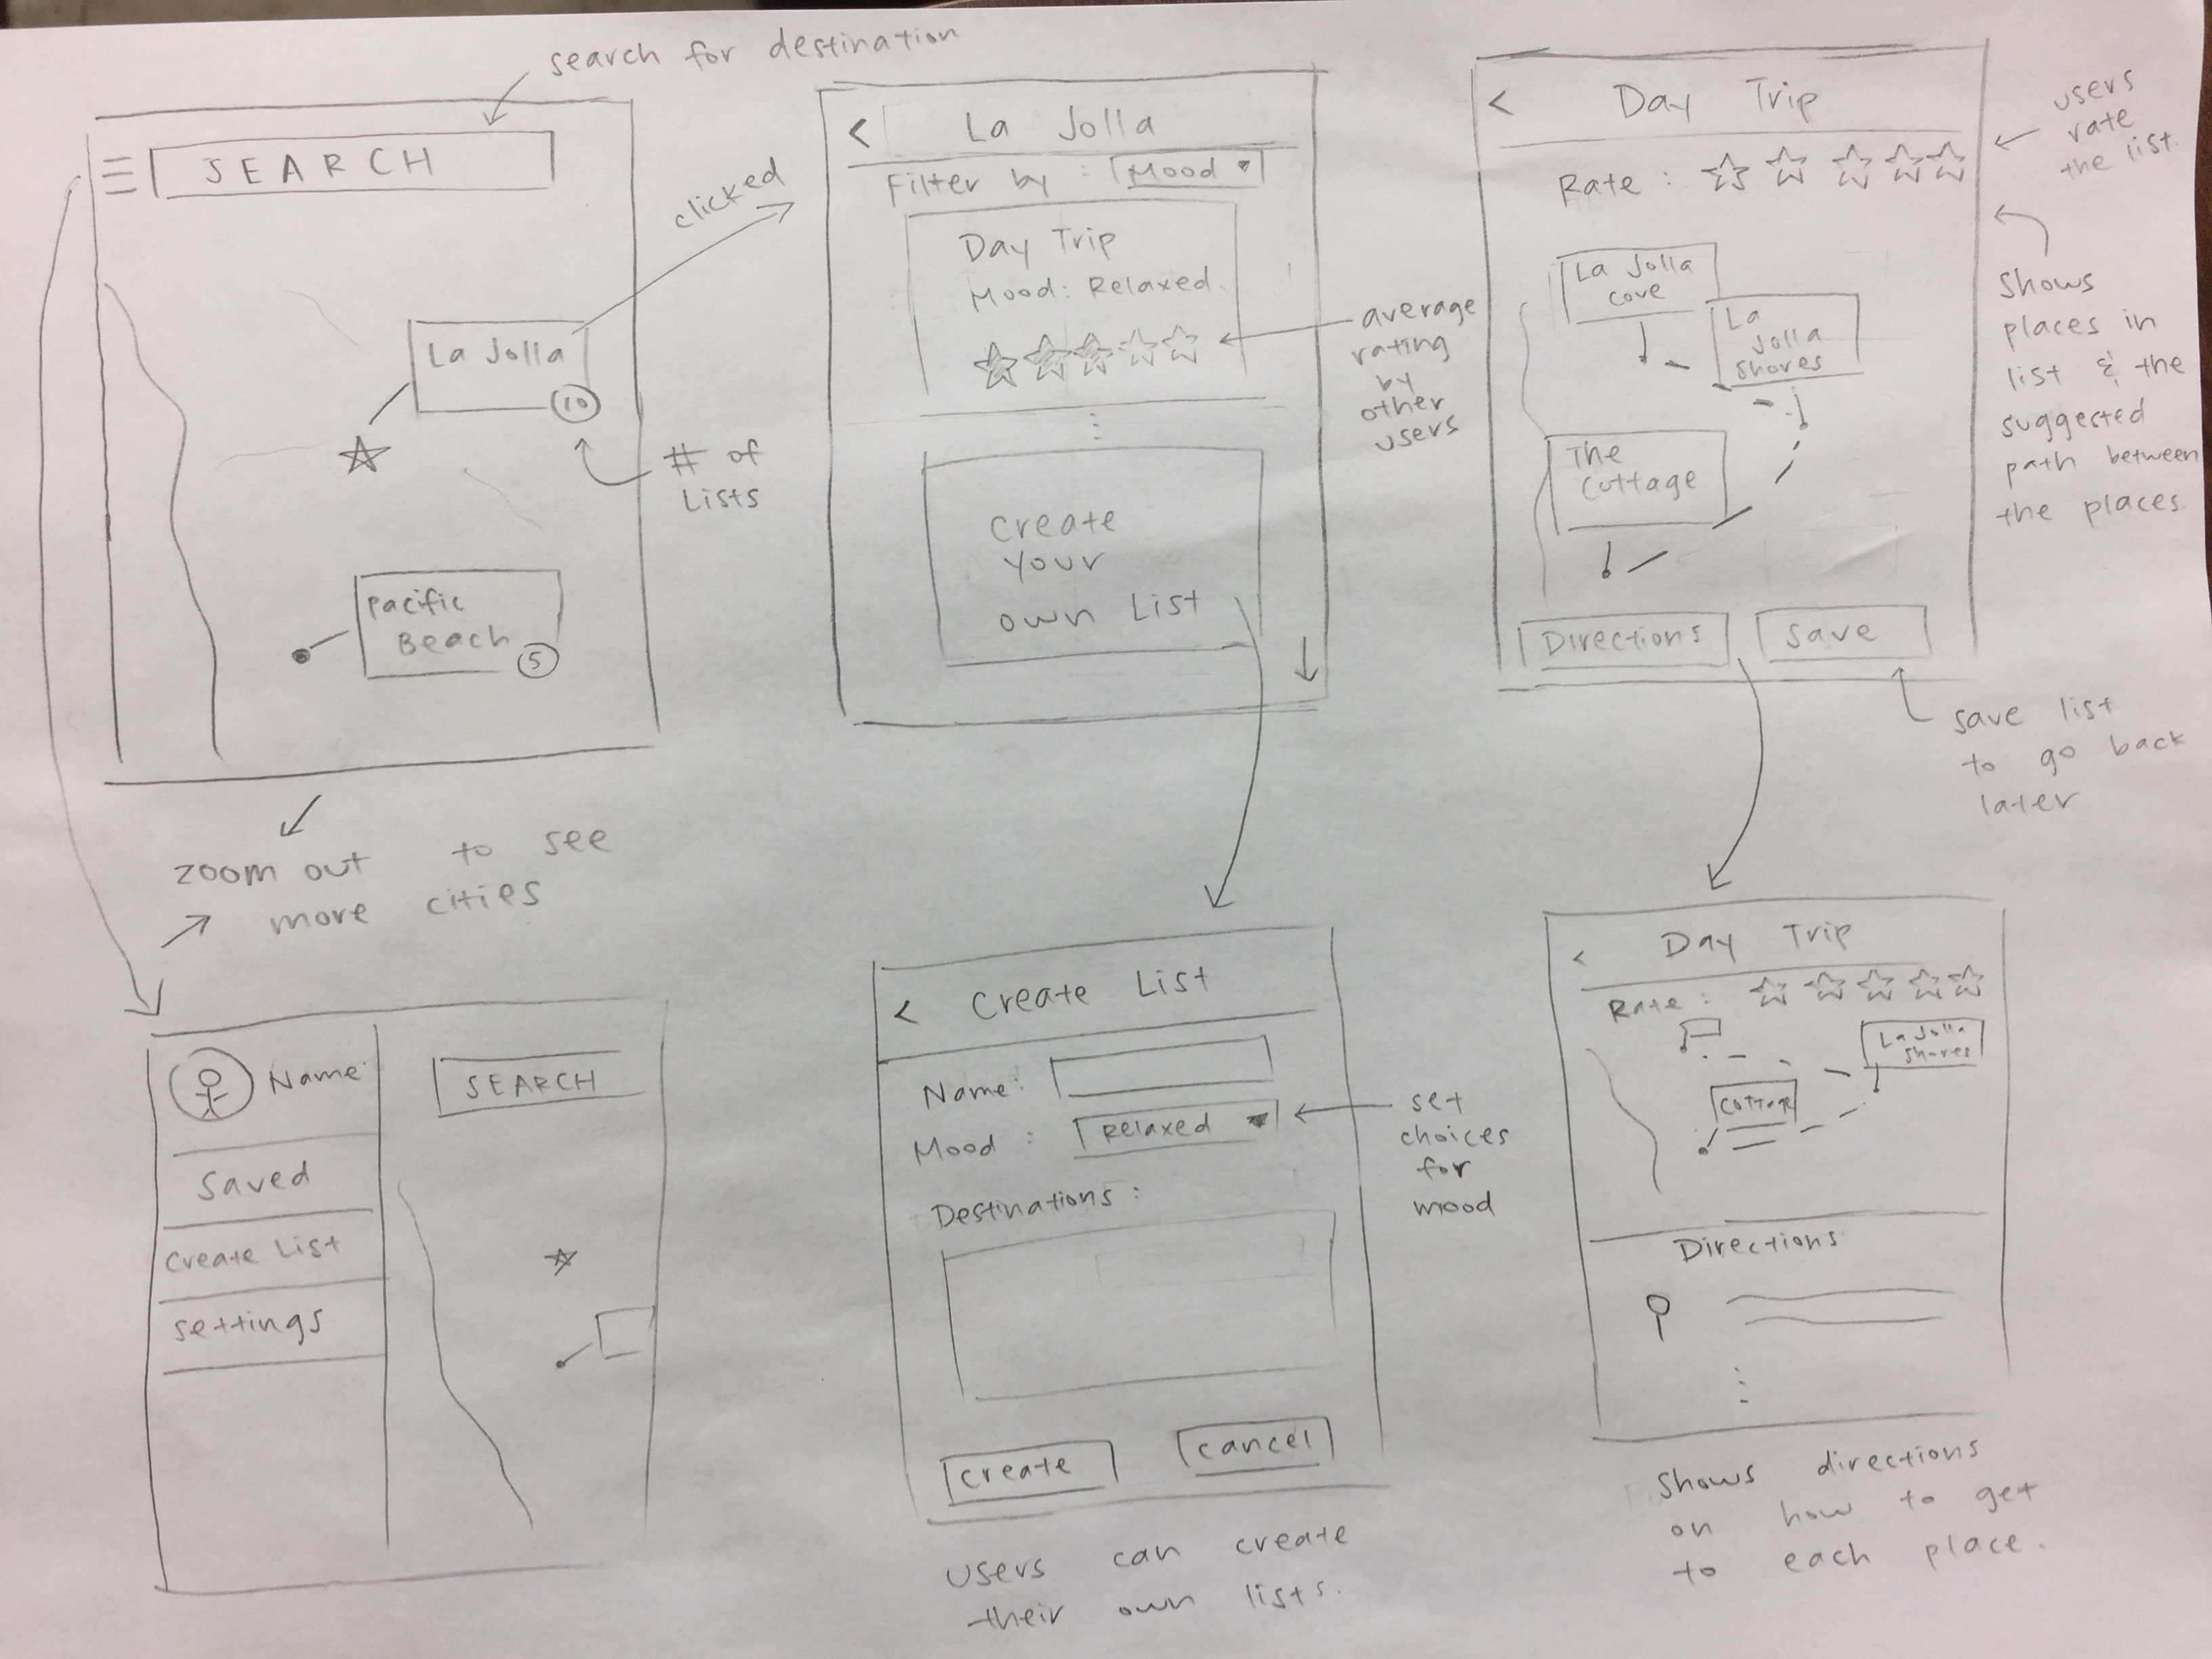 search for destination
SEARCH
clicked
La Jolla
10
# of
Lists
Pacific
Beach
5
zoom out to see
more cities
<
La Jolla
Filter by : Mood
Day Trip
Mood: Relaxed
average
rating
by
other
users
Create
Your
own List
<
Day Trip
Rate :
users
rate
the list.
La Jolla
cove
La
Jolla
Shores
The
Cottage
Shows
places in
list & the
suggested
path between
the places.
Directions
Save
save list
to go back
later
Name
SEARCH
Saved
Create List
Settings
<
Create List
Name:
Mood : Relaxed
set
choices
for
mood
Destinations :
Create
Cancel
Users can create
their own lists.
<
Day Trip
Rate :
La Jolla
Shores
Cottage
Directions
Shows directions
on how to get
to each place.